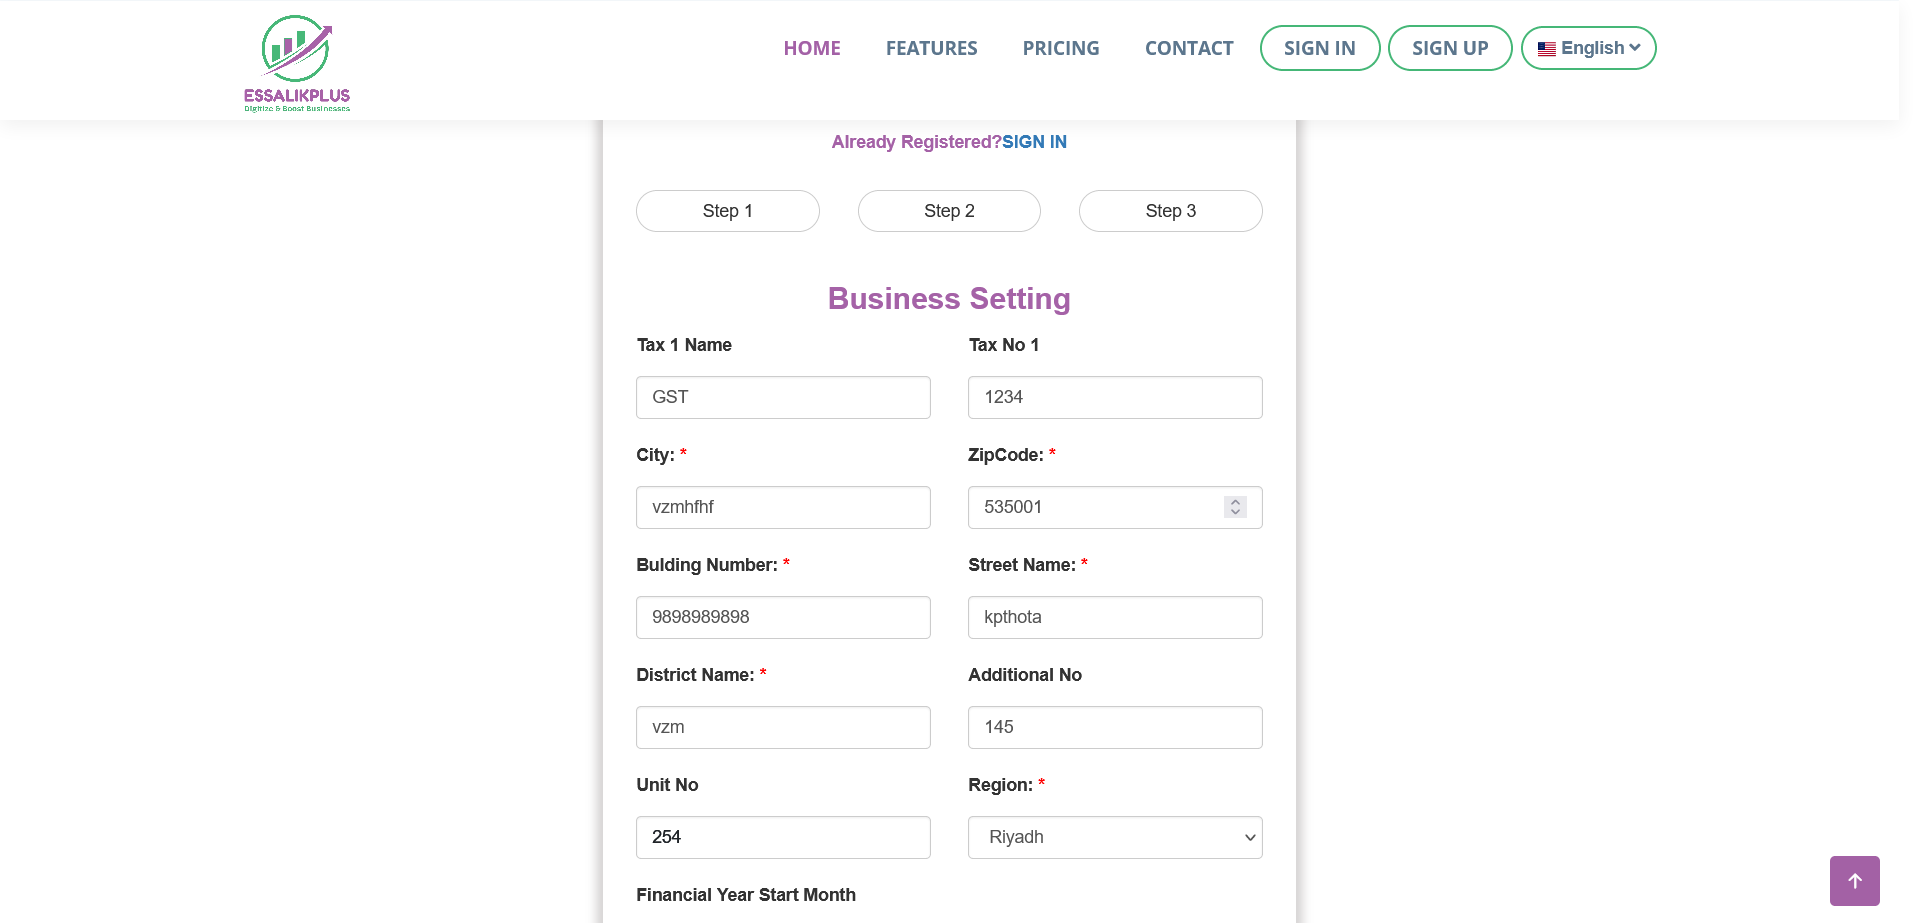 ESSALIKPLUS
Digitize & Boost Businesses
HOME FEATURES PRICING CONTACT SIGN IN SIGN UP English
Already Registered?SIGN IN
Step 1 Step 2 Step 3
Business Setting
Tax 1 Name Tax No 1
GST 1234
City: * ZipCode: *
vzmhfhf 535001
Bulding Number: * Street Name: *
9898989898 kpthota
District Name: * Additional No
vzm 145
Unit No Region: *
254 Riyadh
Financial Year Start Month